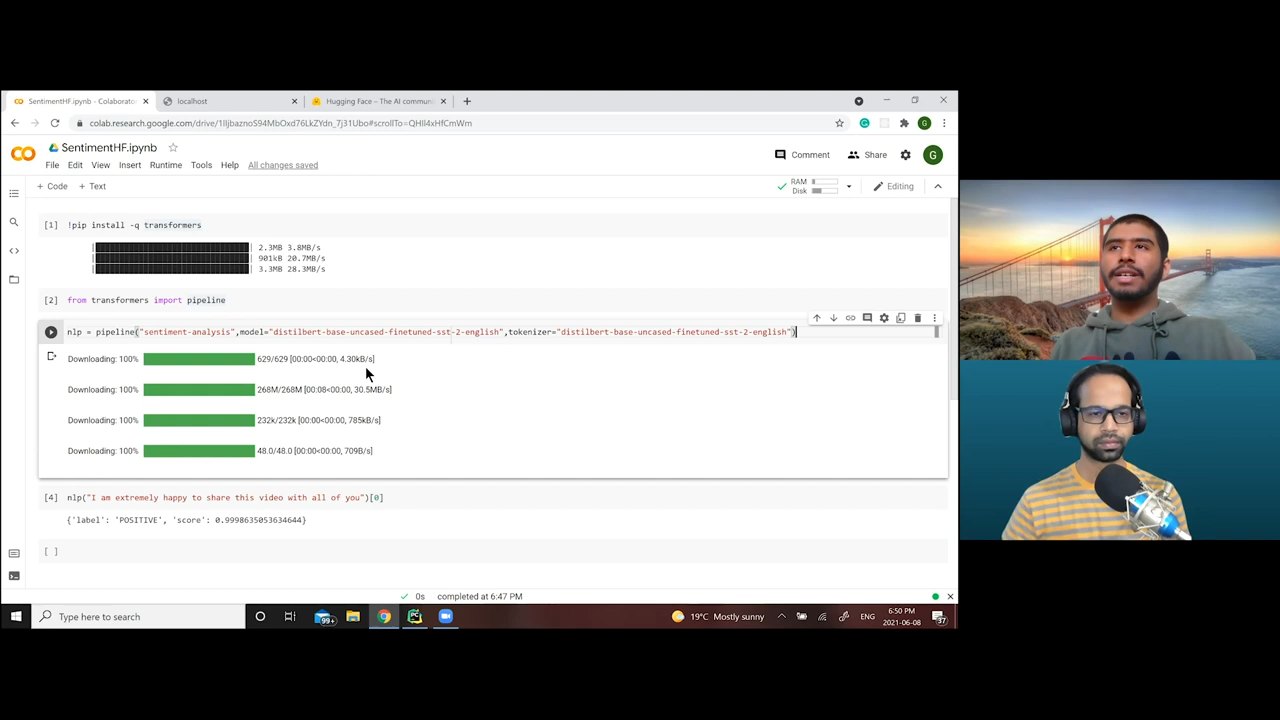 SentimentHF.ipynb - Colaborato
localhost
Hugging Face – The AI commun
colab.research.google.com/drive/1IIjbaznoS94MbOxd76LkZYdn_7j31Ubo#scrollTo=QHIl4xHfCmWm
G
SentimentHF.ipynb
Comment
Share
G
File Edit View Insert Runtime Tools Help All changes saved
+ Code + Text
RAM
Disk
Editing
[1] !pip install -q transformers
2.3MB 3.8MB/s
901kB 20.7MB/s
3.3MB 28.3MB/s
[2] from transformers import pipeline
nlp = pipeline("sentiment-analysis",model="distilbert-base-uncased-finetuned-sst-2-english",tokenizer="distilbert-base-uncased-finetuned-sst-2-english")
Downloading: 100% 629/629 [00:00<00:00, 4.30kB/s]
Downloading: 100% 268M/268M [00:08<00:00, 30.5MB/s]
Downloading: 100% 232k/232k [00:00<00:00, 785kB/s]
Downloading: 100% 48.0/48.0 [00:00<00:00, 709B/s]
[4] nlp("I am extremely happy to share this video with all of you")[0]
{'label': 'POSITIVE', 'score': 0.9998635053634644}
[ ]
0s completed at 6:47 PM
Type here to search
99+
PC
19°C Mostly sunny
ENG
6:50 PM
2021-06-08
37